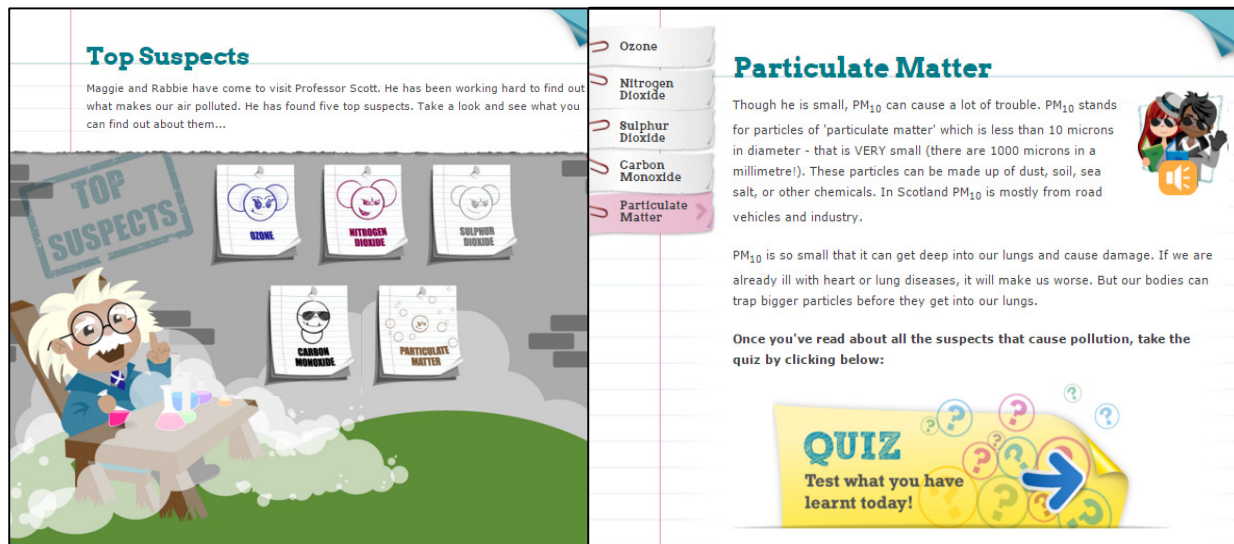 Top Suspects
Maggie and Rabbie have come to visit Professor Scott. He has been working hard to find out
what makes our air polluted. He has found five top suspects. Take a look and see what you
can find out about them...
TOP
SUSPECTS
OZONE
NITROGEN
DIOXIDE
SULPHUR
DIOXIDE
CARBON
MONOXIDE
PARTICULATE
MATTER
Ozone
Nitrogen
Dioxide
Sulphur
Dioxide
Carbon
Monoxide
Particulate
Matter
Particulate Matter
Though he is small, PM10 can cause a lot of trouble. PM10 stands
for particles of 'particulate matter' which is less than 10 microns
in diameter - that is VERY small (there are 1000 microns in a
millimetre!). These particles can be made up of dust, soil, sea
salt, or other chemicals. In Scotland PM10 is mostly from road
vehicles and industry.
PM10 is so small that it can get deep into our lungs and cause damage. If we are
already ill with heart or lung diseases, it will make us worse. But our bodies can
trap bigger particles before they get into our lungs.
Once you've read about all the suspects that cause pollution, take the
quiz by clicking below:
QUIZ
Test what you have
learnt today!
? ? ? ? ? ? ? ? ? ?